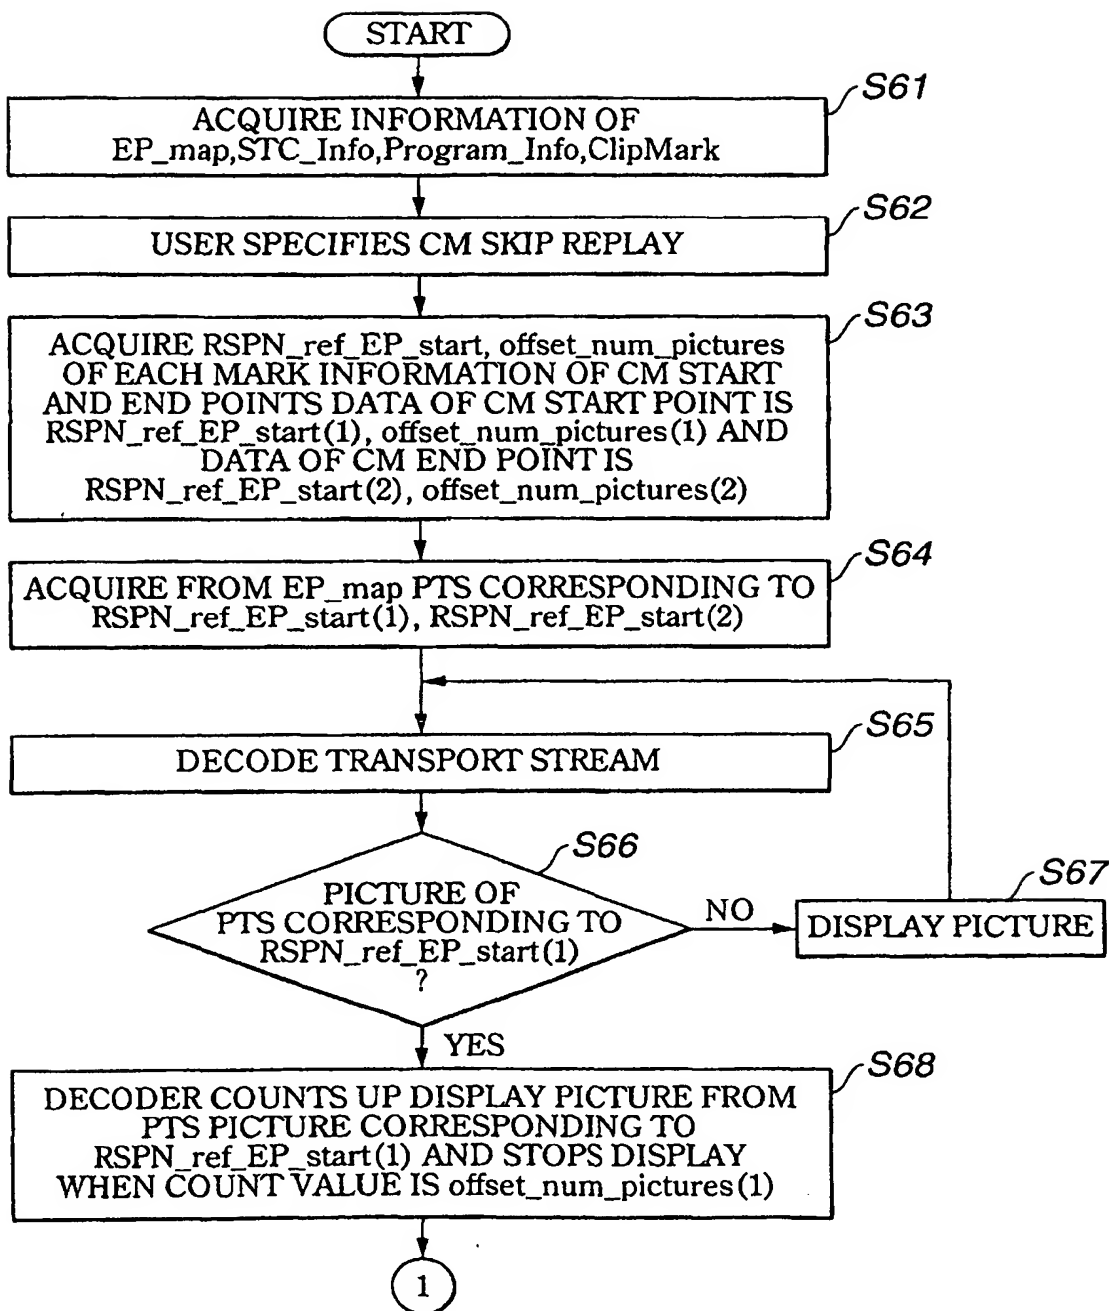 START
S61
ACQUIRE INFORMATION OF
EP_map,STC_Info,Program_Info,ClipMark
S62
USER SPECIFIES CM SKIP REPLAY
S63
ACQUIRE RSPN_ref_EP_start, offset_num_pictures
OF EACH MARK INFORMATION OF CM START
AND END POINTS DATA OF CM START POINT IS
RSPN_ref_EP_start(1), offset_num_pictures(1) AND
DATA OF CM END POINT IS
RSPN_ref_EP_start(2), offset_num_pictures(2)
S64
ACQUIRE FROM EP_map PTS CORRESPONDING TO
RSPN_ref_EP_start(1), RSPN_ref_EP_start(2)
S65
DECODE TRANSPORT STREAM
S66
PICTURE OF
PTS CORRESPONDING TO
RSPN_ref_EP_start(1)
?
NO
S67
DISPLAY PICTURE
YES
S68
DECODER COUNTS UP DISPLAY PICTURE FROM
PTS PICTURE CORRESPONDING TO
RSPN_ref_EP_start(1) AND STOPS DISPLAY
WHEN COUNT VALUE IS offset_num_pictures(1)
1